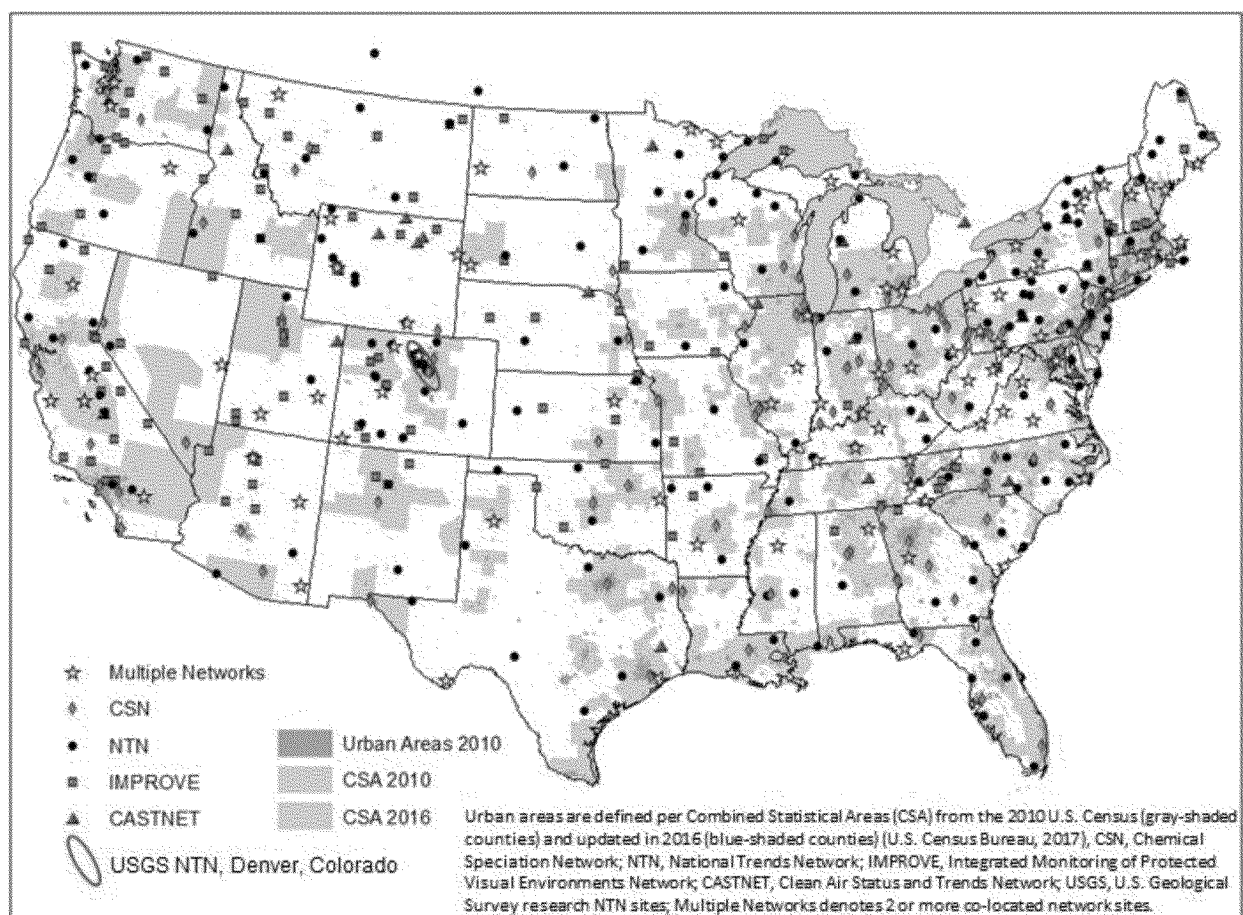 Multiple Networks
CSN
NTN
IMPROVE
CASTNET
USGS NTN, Denver, Colorado
Urban Areas 2010
CSA 2010
CSA 2016
Urban areas are defined per Combined Statistical Areas (CSA) from the 2010 U.S. Census (gray-shaded
counties) and updated in 2016 (blue-shaded counties) (U.S. Census Bureau, 2017), CSN, Chemical
Speciation Network; NTN, National Trends Network; IMPROVE, Integrated Monitoring of Protected
Visual Environments Network; CASTNET, Clean Air Status and Trends Network; USGS, U.S. Geological
Survey research NTN sites; Multiple Networks denotes 2 or more co-located network sites.